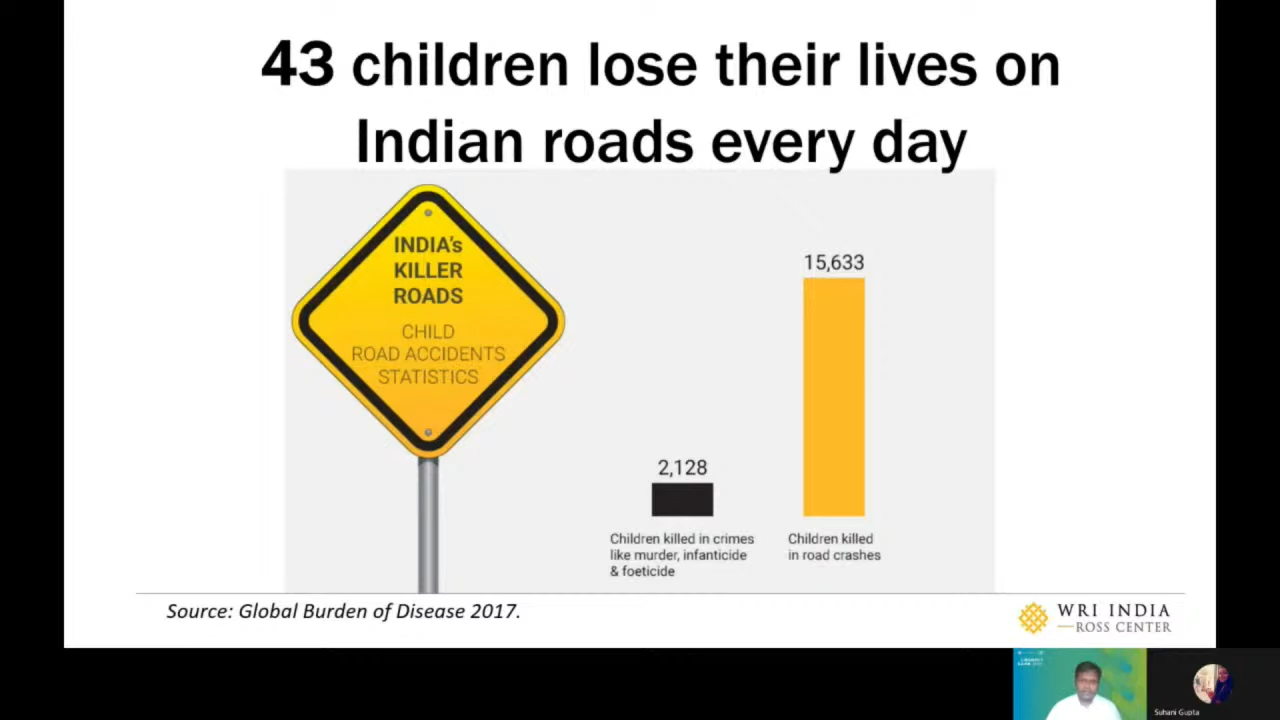 43 children lose their lives on
Indian roads every day
INDIA's
KILLER
ROADS
CHILD
ROAD ACCIDENTS
STATISTICS
15,633
2,128
Children killed in crimes
like murder, infanticide
& foeticide
Children killed
in road crashes
Source: Global Burden of Disease 2017.
WRI INDIA
ROSS CENTER
Suhani Gupta